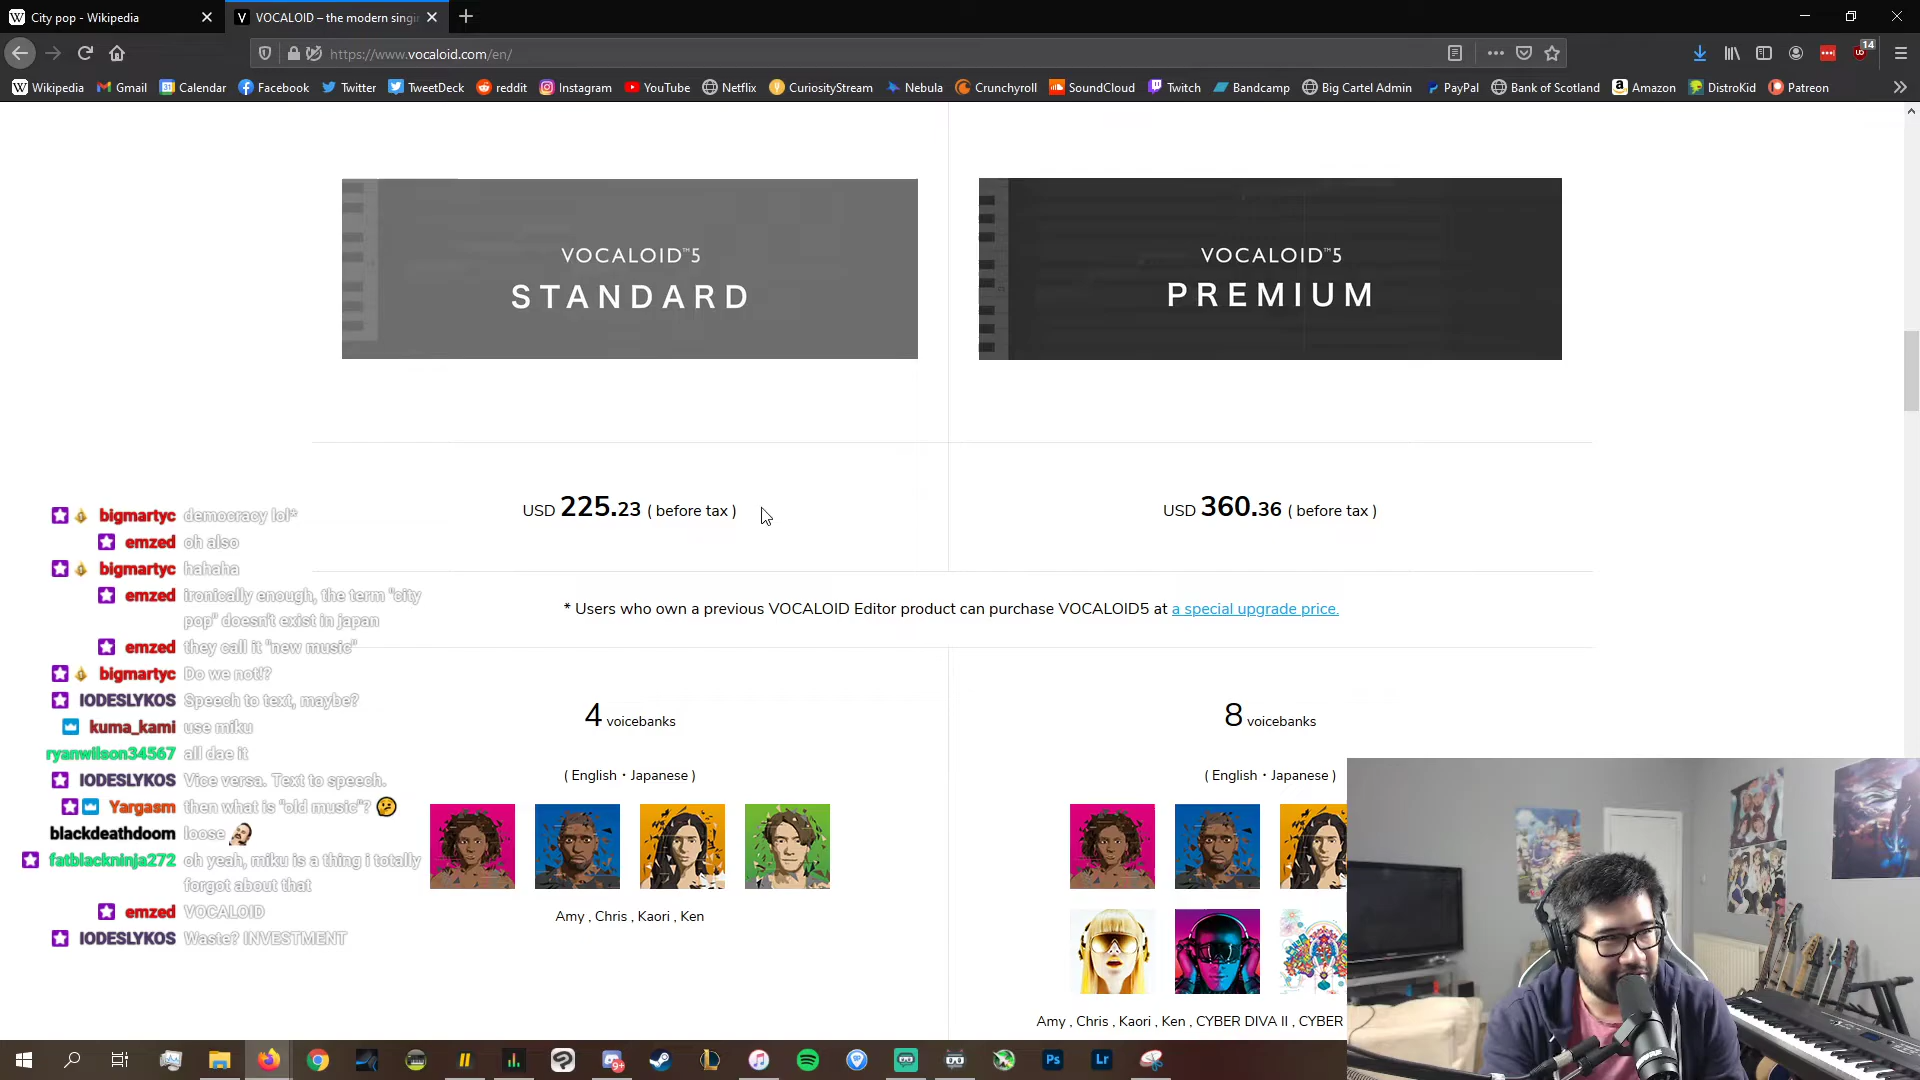 City pop - Wikipedia
VOCALOID – the modern singi
https://www.vocaloid.com/en/
14
Wikipedia Gmail Calendar Facebook Twitter TweetDeck reddit Instagram YouTube Netflix CuriosityStream Nebula Crunchyroll SoundCloud Twitch Bandcamp Big Cartel Admin PayPal Bank of Scotland Amazon DistroKid Patreon
VOCALOID™5
STANDARD
VOCALOID™5
PREMIUM
USD 225.23 ( before tax )
USD 360.36 ( before tax )
* Users who own a previous VOCALOID Editor product can purchase VOCALOID5 at a special upgrade price.
4 voicebanks
( English・Japanese )
Amy , Chris , Kaori , Ken
8 voicebanks
( English・Japanese )
Amy , Chris , Kaori , Ken , CYBER DIVA II , CYBER
bigmartyc democracy lol*
emzed oh also
bigmartyc hahaha
emzed ironically enough, the term "city
pop" doesn't exist in japan
emzed they call it "new music"
bigmartyc Do we not!?
IODESLYKOS Speech to text, maybe?
kuma_kami use miku
ryanwilson34567 all dae it
IODESLYKOS Vice versa. Text to speech.
Yargasm then what is "old music"?
blackdeathdoom loose
fatblackninja272 oh yeah, miku is a thing i totally
forgot about that
emzed VOCALOID
IODESLYKOS Waste? INVESTMENT
9+
Ps
Lr